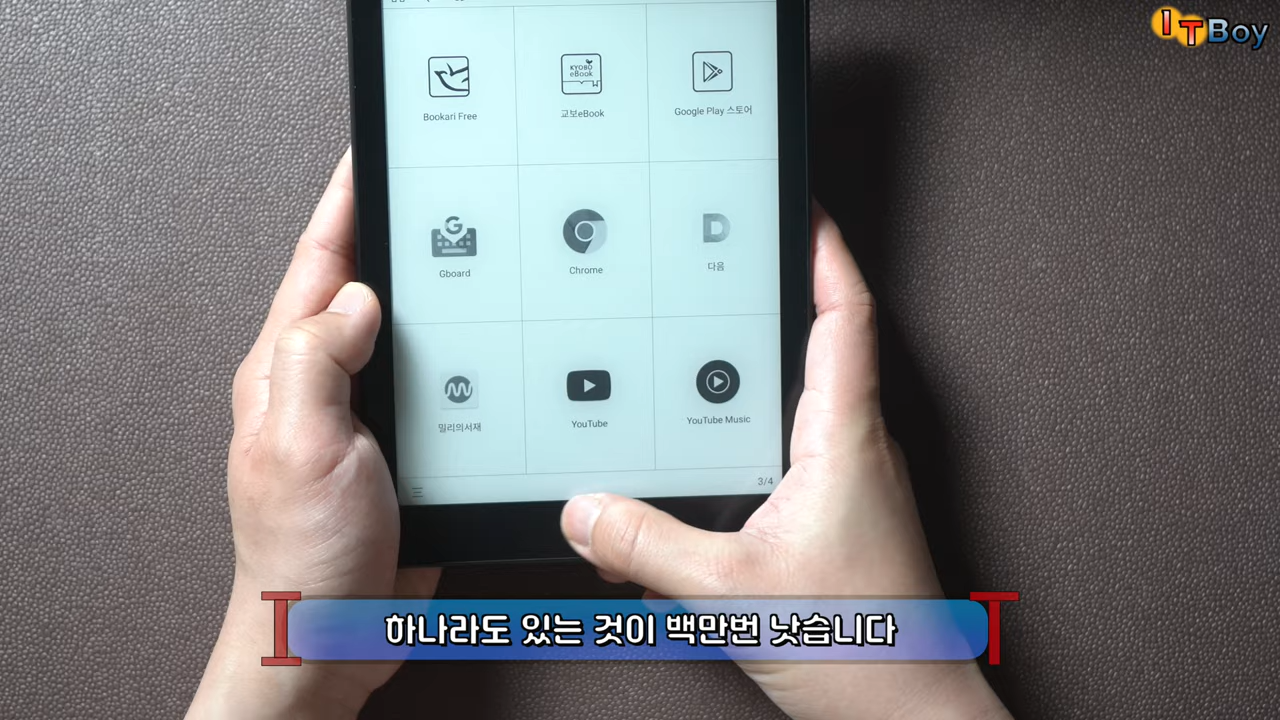 ITBoy
Bookari Free
KYOBO
eBook
교보eBook
Google Play 스토어
G
Gboard
Chrome
D
다음
밀리의서재
YouTube
YouTube Music
3/4
I 하나라도 있는 것이 백만번 낫습니다 T